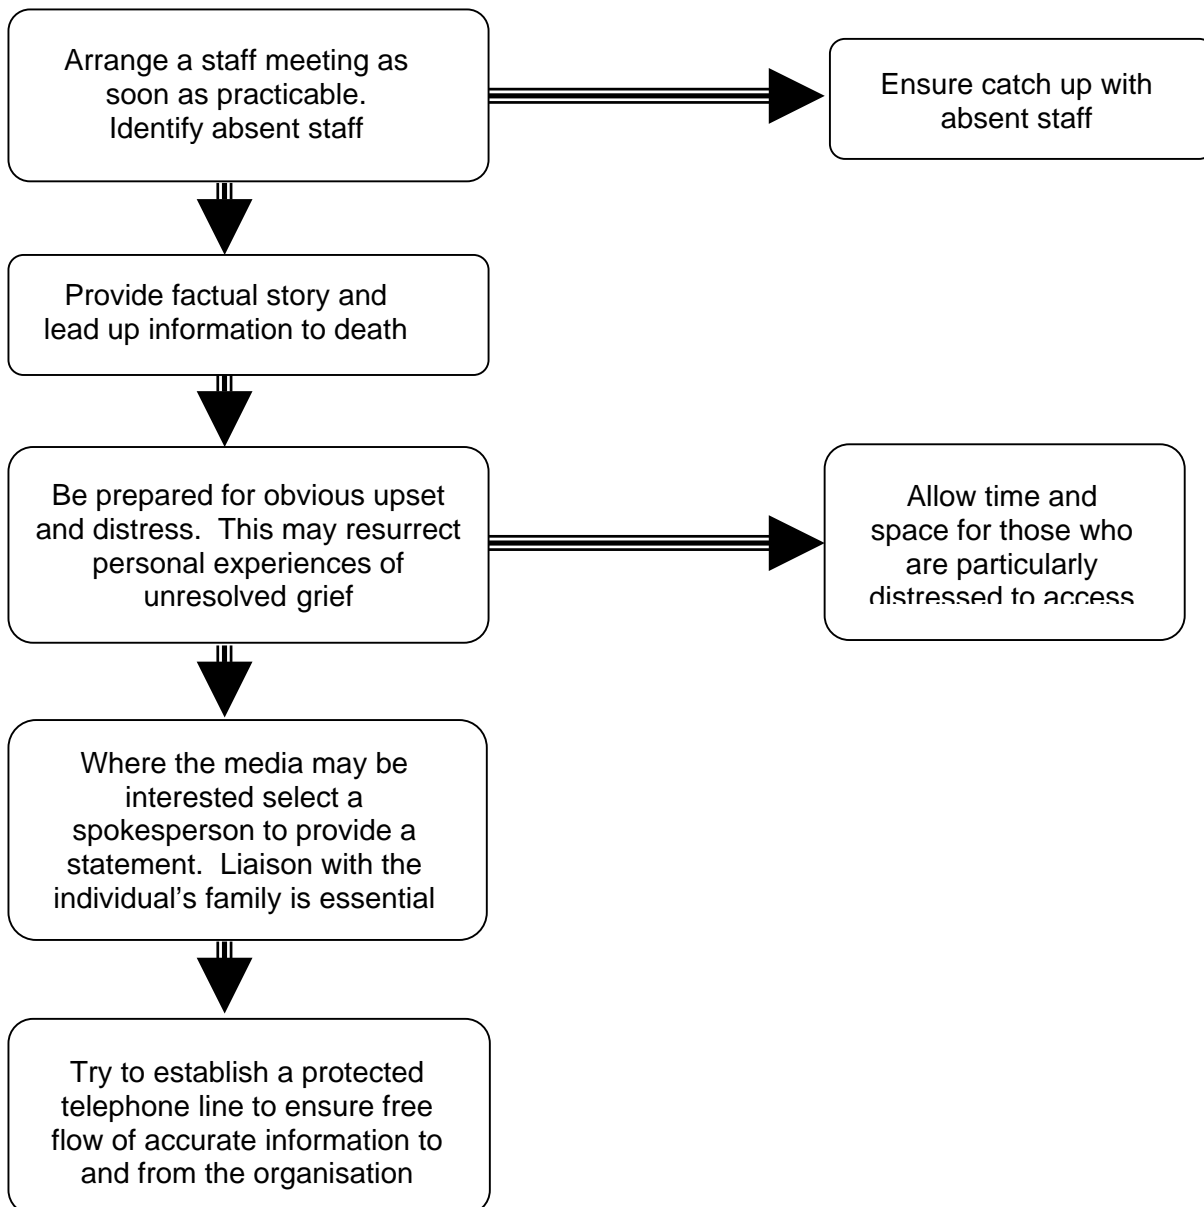 Arrange a staff meeting as
soon as practicable.
Identify absent staff
Ensure catch up with
absent staff
Provide factual story and
lead up information to death
Be prepared for obvious upset
and distress.  This may resurrect
personal experiences of
unresolved grief
Allow time and
space for those who
are particularly
distressed to access
Where the media may be
interested select a
spokesperson to provide a
statement.  Liaison with the
individual’s family is essential
Try to establish a protected
telephone line to ensure free
flow of accurate information to
and from the organisation